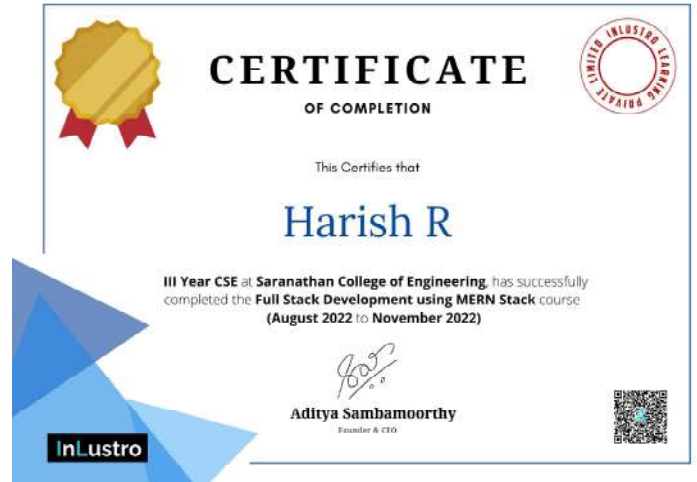 CERTIFICATE
OF COMPLETION
INLUSTRO LEARNING PRIVATE LIMITED
This Certifies that
Harish R
III Year CSE at Saranathan College of Engineering, has successfully
completed the Full Stack Development using MERN Stack course
(August 2022 to November 2022)
Aditya Sambamoorthy
Founder & CEO
InLustro